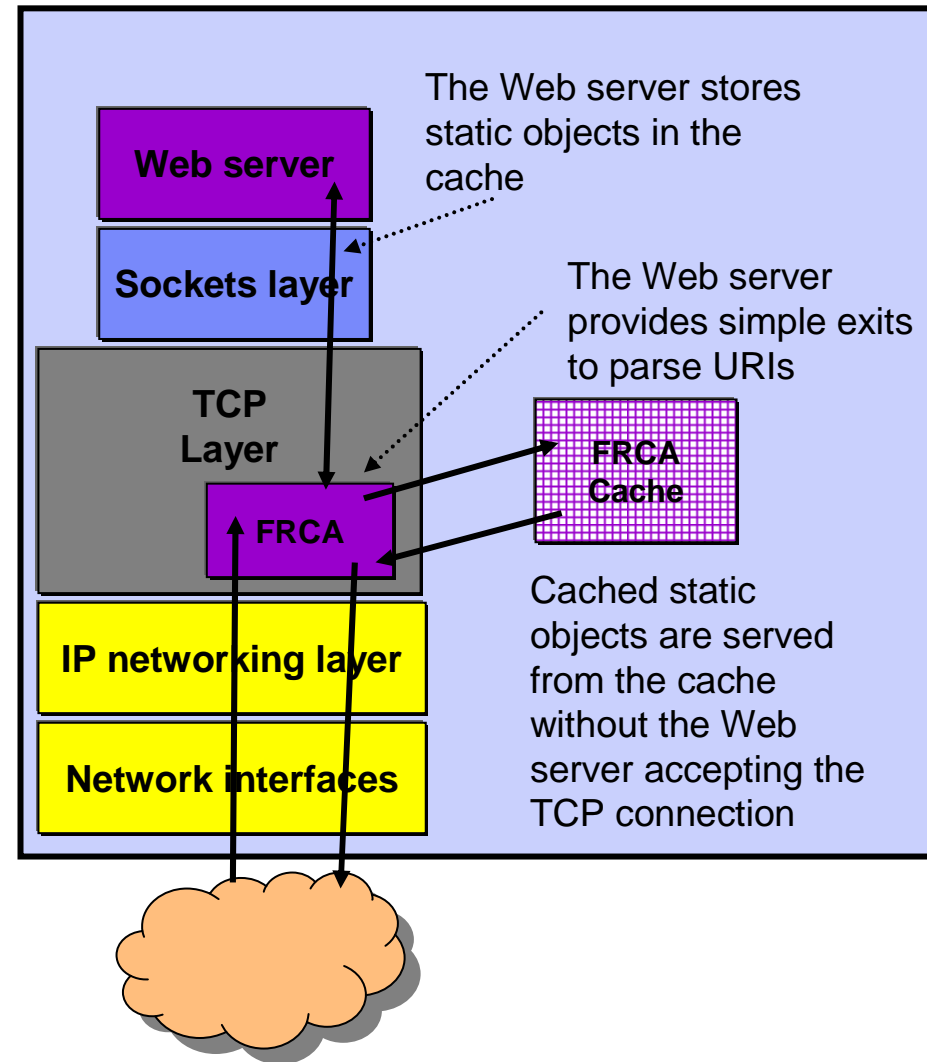 The Web server stores
static objects in the
cache
Web server
Sockets layer
The Web server
provides simple exits
to parse URIs
TCP
Layer
FRCA
FRCA
Cache
Cached static
objects are served
from the cache
without the Web
server accepting the
TCP connection
IP networking layer
Network interfaces